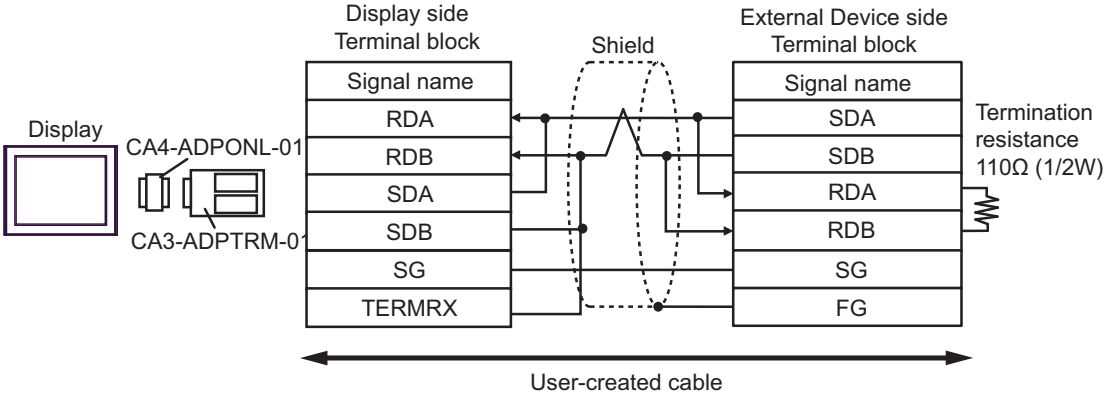 Display side
Terminal block
Shield
External Device side
Terminal block
Signal name
Signal name
RDA
SDA
RDB
SDB
SDA
RDA
SDB
RDB
SG
SG
TERMRX
FG
Display
CA4-ADPONL-01
CA3-ADPTRM-01
Termination
resistance
110Ω (1/2W)
User-created cable